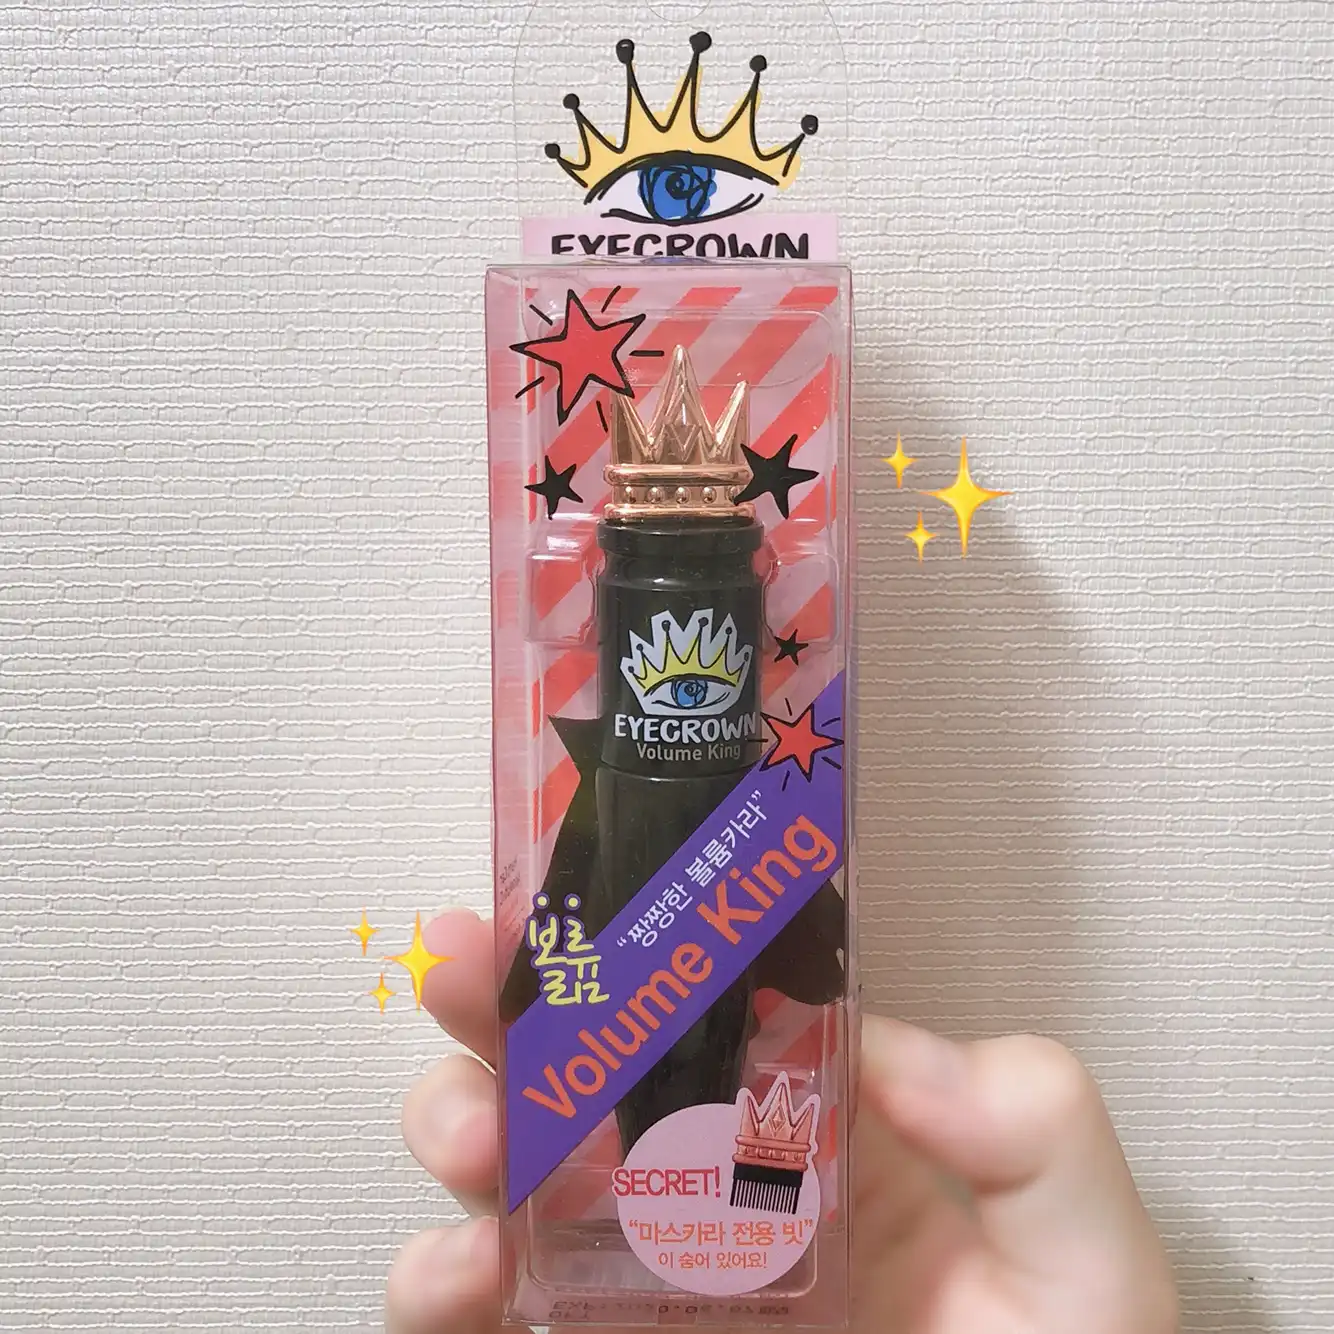 EYECROWN
EYECROWN
Volume King
"짱짱한 볼륨카라"
Volume King
볼륨
SECRET!
"마스카라 전용 빗"
이 숨어 있어요!